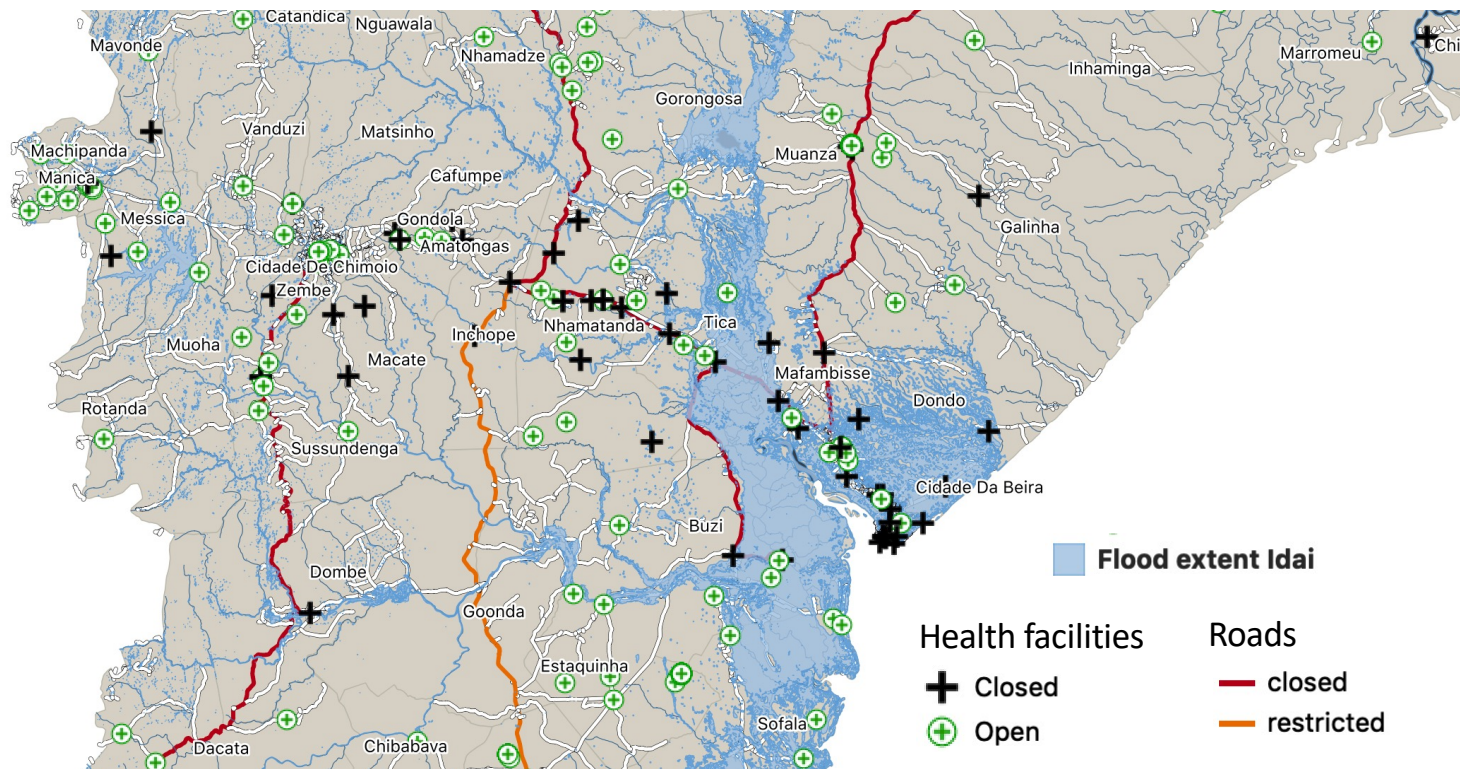 Catandica
Nguawala
Mavonde
Nhamadze
Chi
Marromeu
Inhaminga
Gorongosa
Vanduzi
Matsinho
Machipanda
Muanza
Manica
Cafumpe
Messica
Gondola
Galinha
Amatongas
Cidade De Chimoio
Zembe
Inchope
Nhamatanda
Tica
Muoha
Macate
Mafambisse
Rotanda
Dondo
Sussundenga
Cidade Da Beira
Buzi
Flood extent Idai
Dombe
Goonda
Health facilities
Roads
Estaquinha
Closed
closed
Sofala
Open
restricted
Dacata
Chibabava